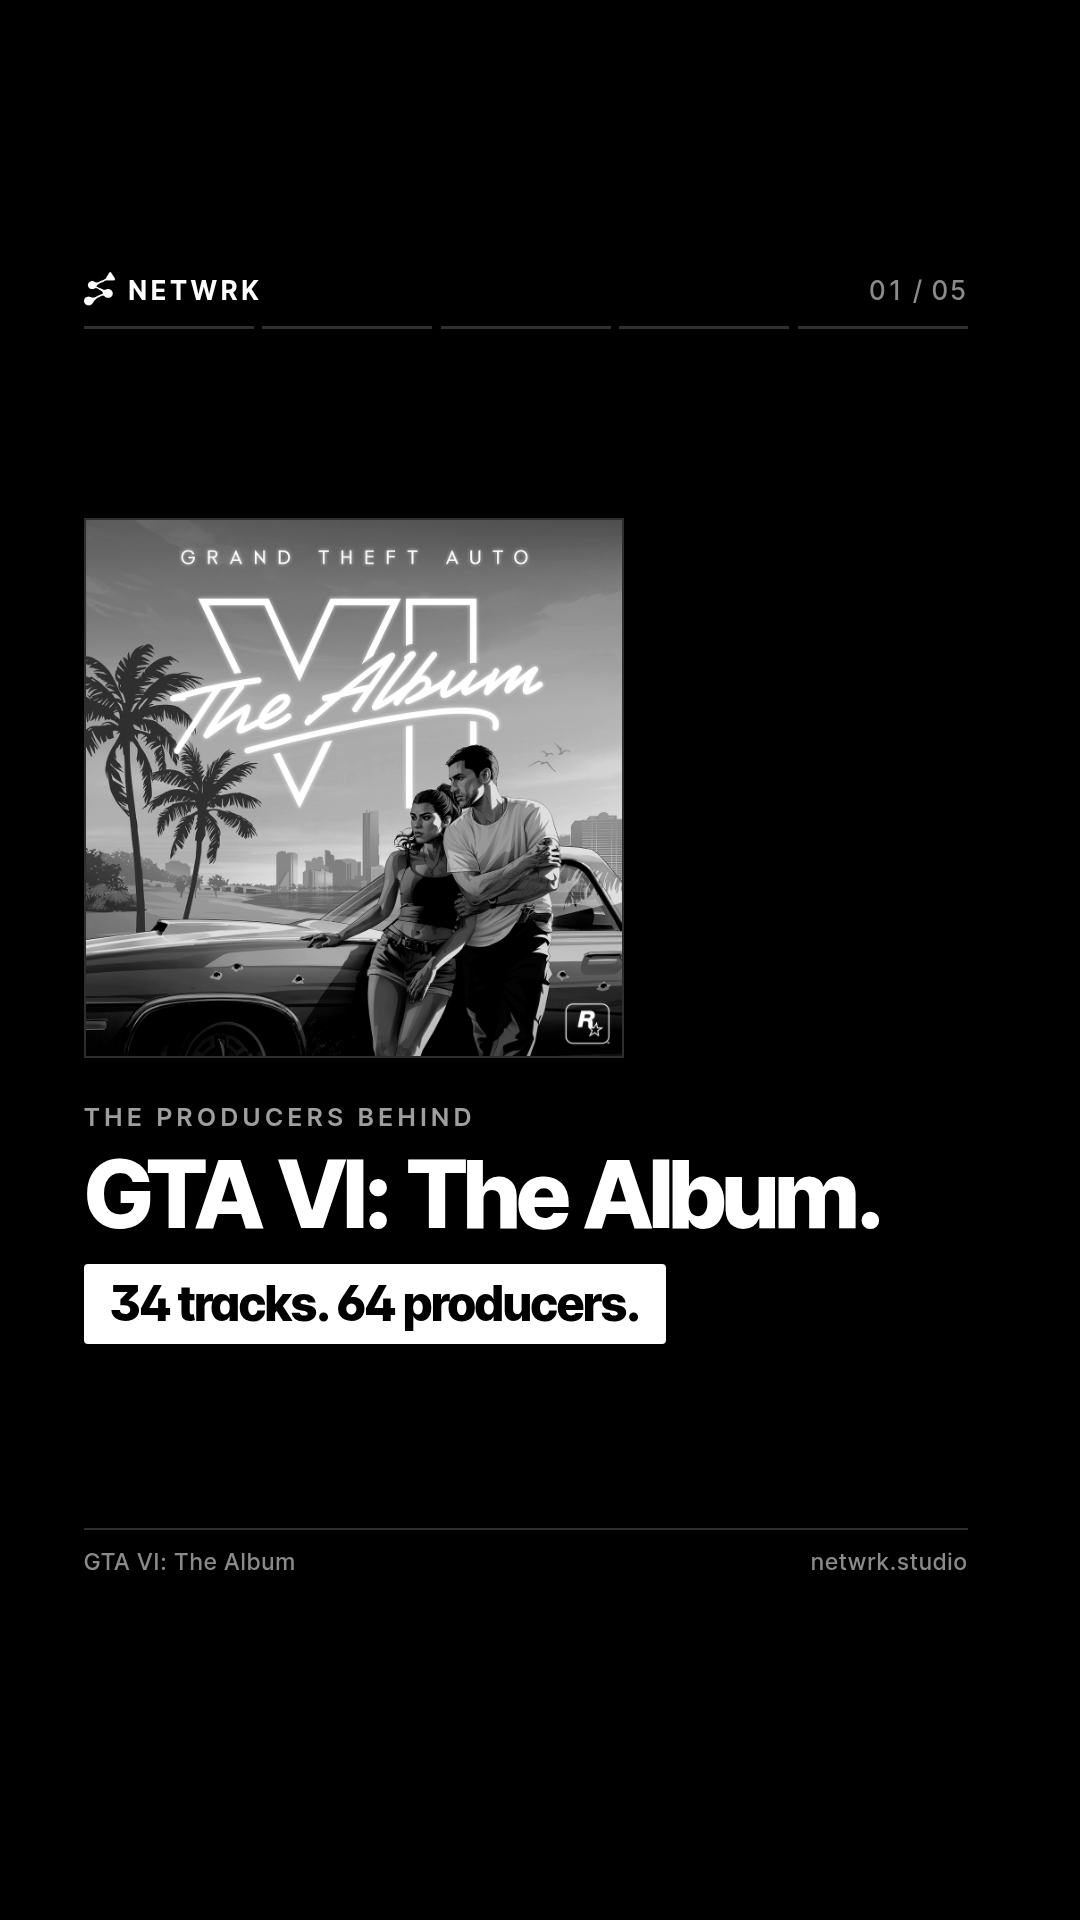 NETWRK
01 / 05
GRAND THEFT AUTO
VI
The Album
R
THE PRODUCERS BEHIND
GTA VI: The Album.
34 tracks. 64 producers.
GTA VI: The Album
netwrk.studio